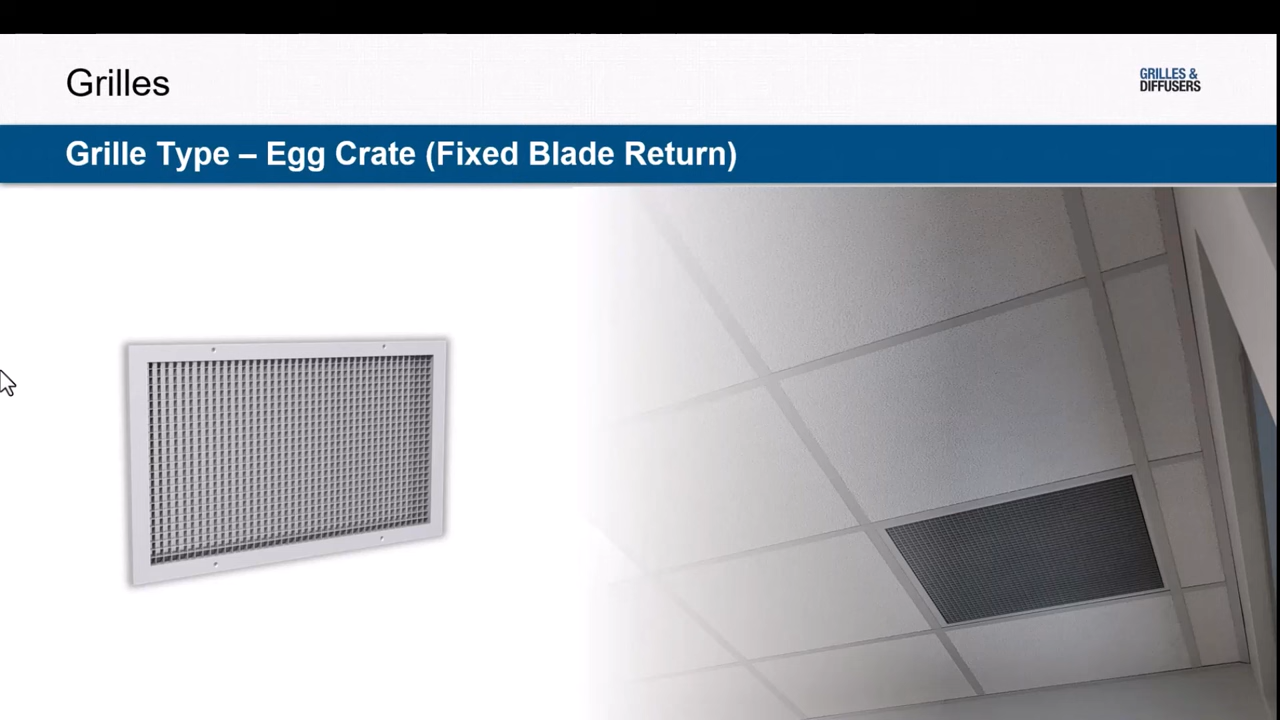 Grilles
GRILLES &
DIFFUSERS
Grille Type – Egg Crate (Fixed Blade Return)